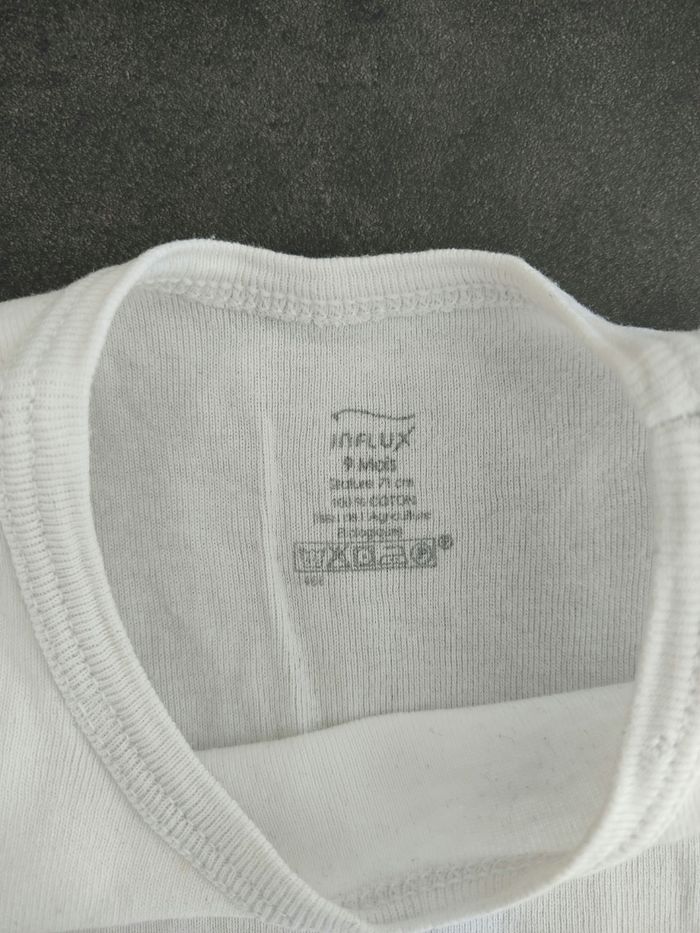 INFLUX
9 Mois
Stature 71 cm
100 % COTON
Issu de l'Agriculture
Biologique
®